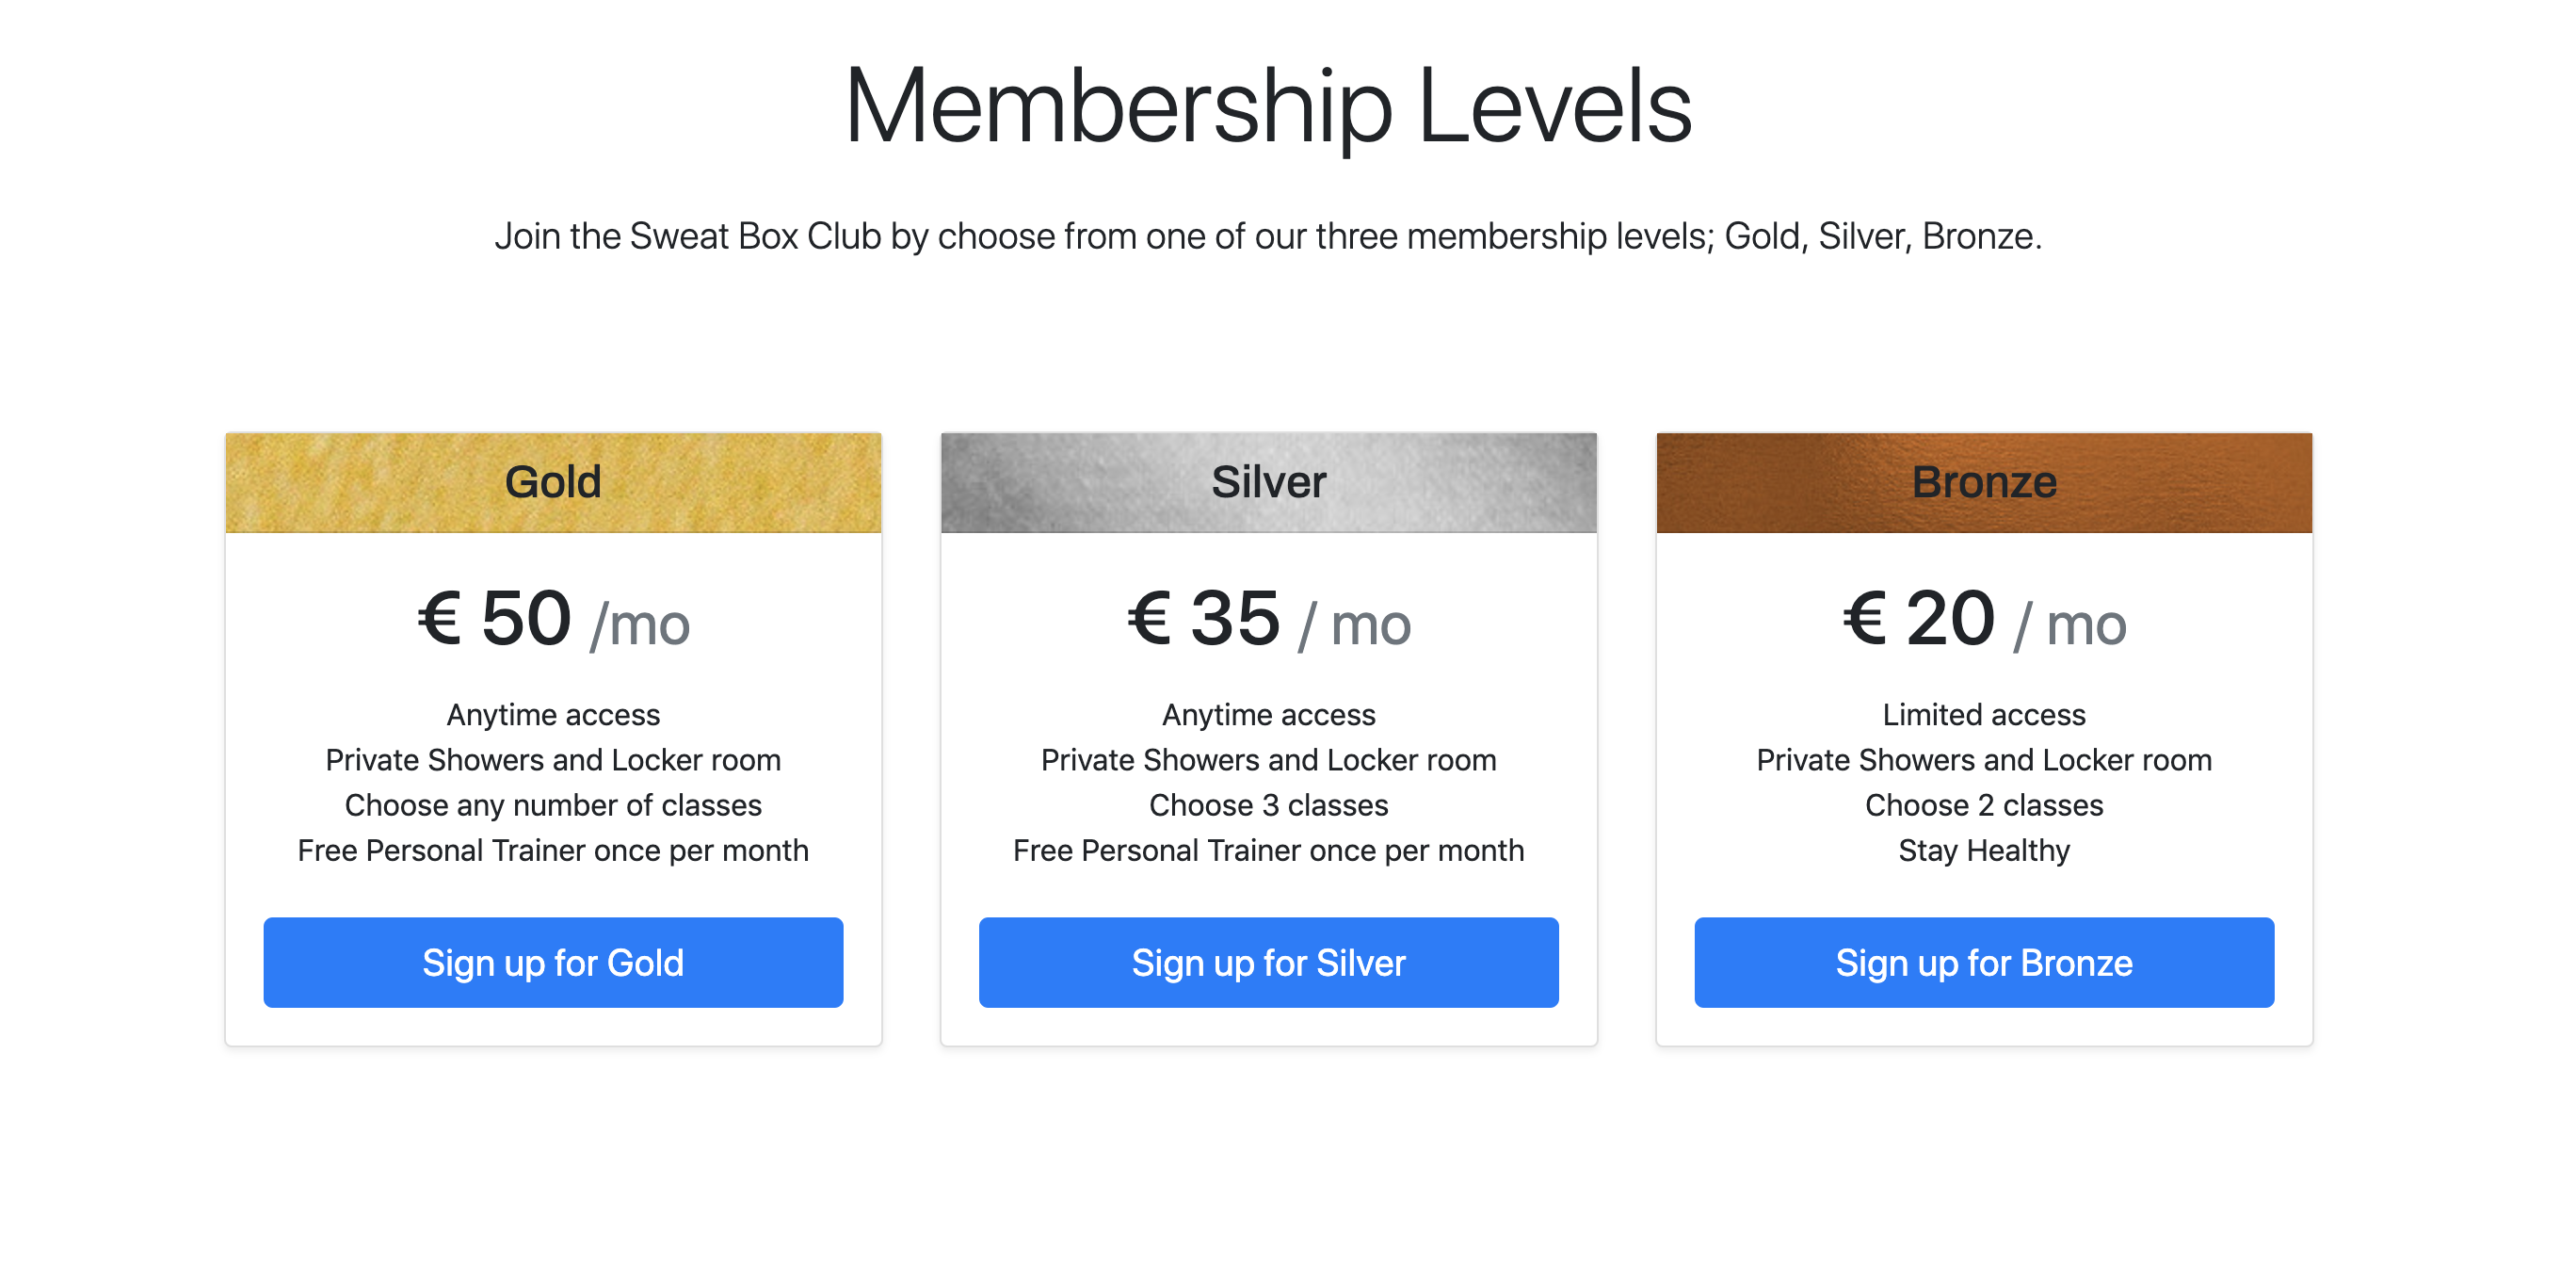 Membership Levels
Join the Sweat Box Club by choose from one of our three membership levels; Gold, Silver, Bronze.
Gold
€ 50 /mo
Anytime access
Private Showers and Locker room
Choose any number of classes
Free Personal Trainer once per month
Sign up for Gold
Silver
€ 35 / mo
Anytime access
Private Showers and Locker room
Choose 3 classes
Free Personal Trainer once per month
Sign up for Silver
Bronze
€ 20 / mo
Limited access
Private Showers and Locker room
Choose 2 classes
Stay Healthy
Sign up for Bronze